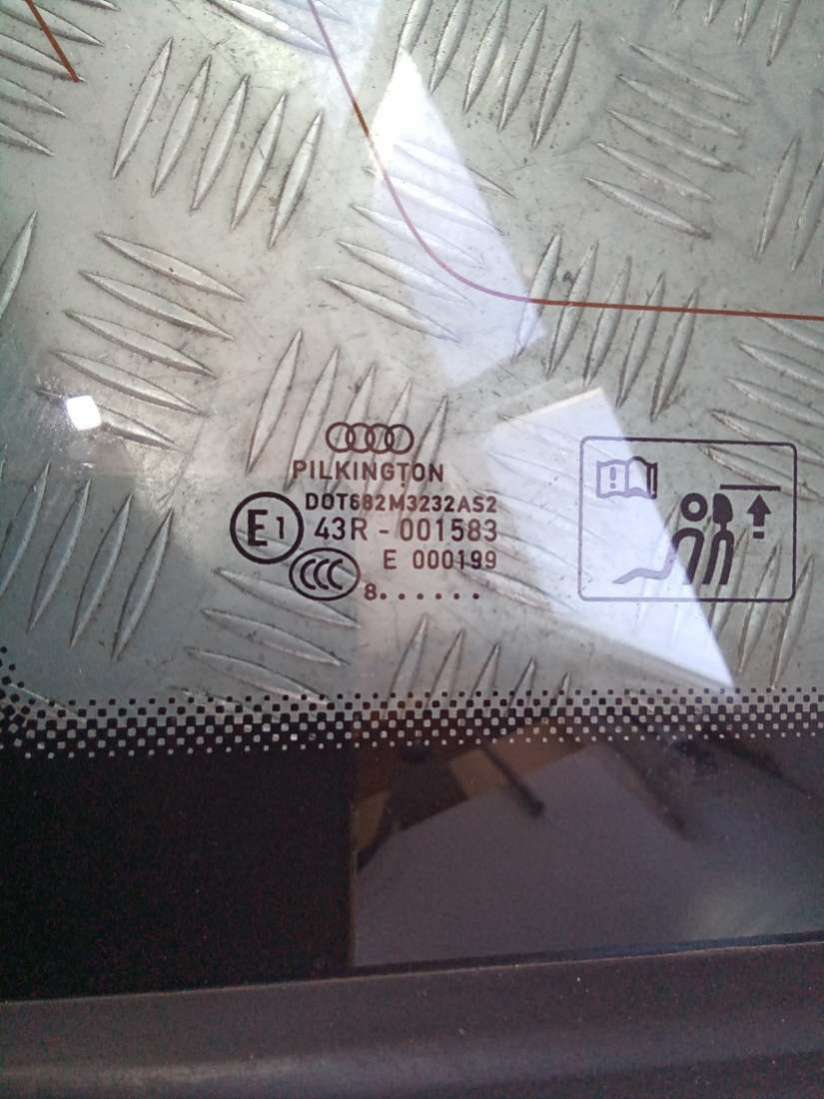 PILKINGTON
DOT682M3232AS2
E1 43R - 001583
E 000199
CCC
8. . . . . .